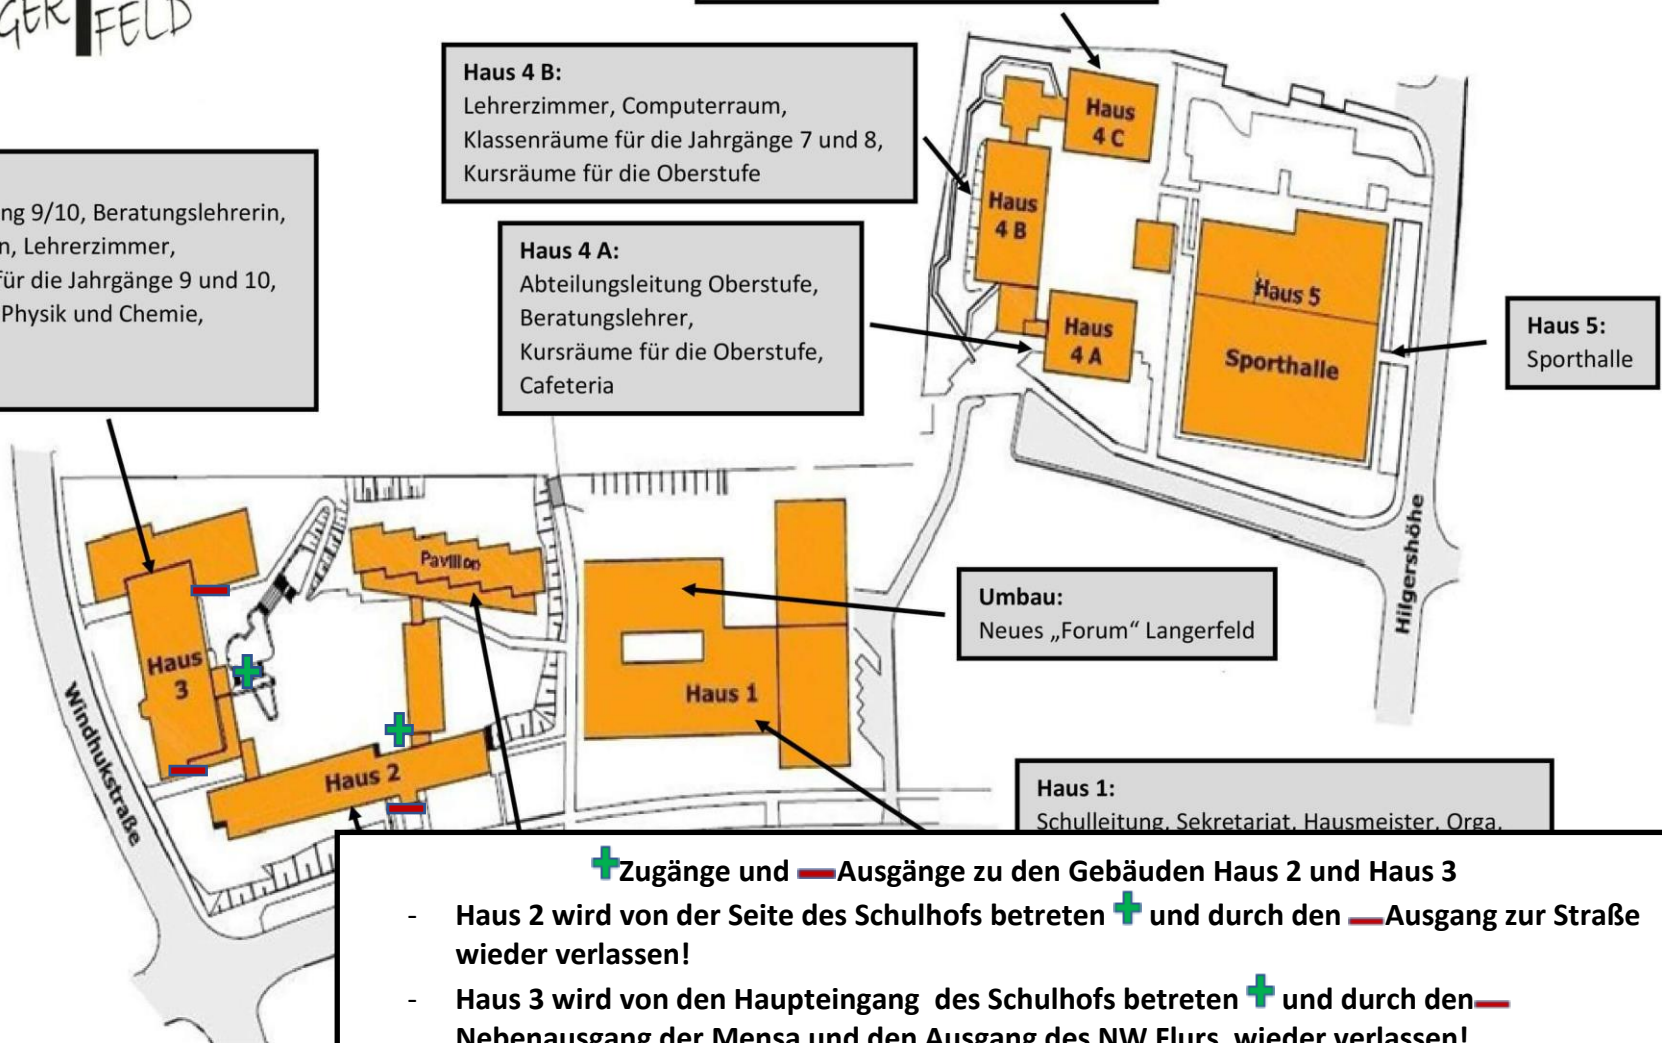 GER FELD
Haus 4 B:
Lehrerzimmer, Computerraum,
Klassenräume für die Jahrgänge 7 und 8,
Kursräume für die Oberstufe
ng 9/10, Beratungslehrerin,
n, Lehrerzimmer,
für die Jahrgänge 9 und 10,
Physik und Chemie,
Haus 4 A:
Abteilungsleitung Oberstufe,
Beratungslehrer,
Kursräume für die Oberstufe,
Cafeteria
Haus
4 C
Haus
4 B
Haus
4 A
Haus 5
Sporthalle
Haus 5:
Sporthalle
Hilgershöhe
Pavillon
Umbau:
Neues „Forum“ Langerfeld
Haus
3
Haus 1
Haus 2
Windhukstraße
Haus 1:
Schulleitung, Sekretariat, Hausmeister, Orga,
Zugänge und Ausgänge zu den Gebäuden Haus 2 und Haus 3
- Haus 2 wird von der Seite des Schulhofs betreten und durch den Ausgang zur Straße
wieder verlassen!
- Haus 3 wird von den Haupteingang des Schulhofs betreten und durch den
Nebenausgang der Mensa und den Ausgang des NW Flurs wieder verlassen!